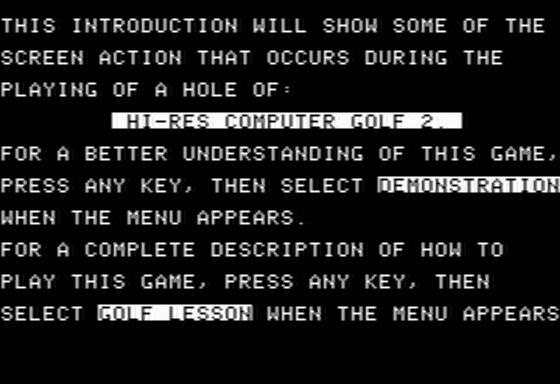 THIS INTRODUCTION WILL SHOW SOME OF THE
SCREEN ACTION THAT OCCURS DURING THE
PLAYING OF A HOLE OF:
HI-RES COMPUTER GOLF 2.
FOR A BETTER UNDERSTANDING OF THIS GAME,
PRESS ANY KEY, THEN SELECT DEMONSTRATION
WHEN THE MENU APPEARS.
FOR A COMPLETE DESCRIPTION OF HOW TO
PLAY THIS GAME, PRESS ANY KEY, THEN
SELECT GOLF LESSON WHEN THE MENU APPEARS